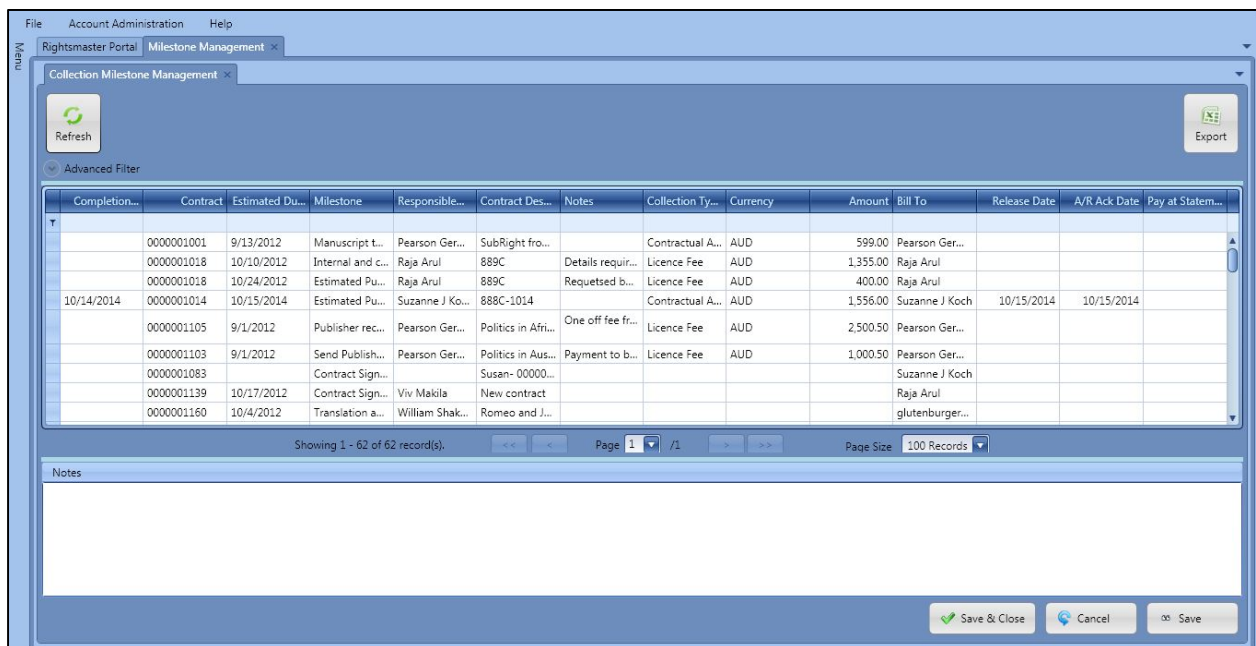 File Account Administration Help
Menu
Rightsmaster Portal Milestone Management ×
Collection Milestone Management ×
Refresh Export
Advanced Filter
Completion... Contract Estimated Du... Milestone Responsible... Contract Des... Notes Collection Ty... Currency Amount Bill To Release Date A/R Ack Date Pay at Statem...
0000001001 9/13/2012 Manuscript t... Pearson Ger... SubRight fro... Contractual A... AUD 599.00 Pearson Ger...
0000001018 10/10/2012 Internal and c... Raja Arul 889C Details requir... Licence Fee AUD 1,355.00 Raja Arul
0000001018 10/24/2012 Estimated Pu... Raja Arul 889C Requetsed b... Licence Fee AUD 400.00 Raja Arul
10/14/2014 0000001014 10/15/2014 Estimated Pu... Suzanne J Ko... 888C-1014 Contractual A... AUD 1,556.00 Suzanne J Koch 10/15/2014 10/15/2014
0000001105 9/1/2012 Publisher rec... Pearson Ger... Politics in Afri... One off fee fr... Licence Fee AUD 2,500.50 Pearson Ger...
0000001103 9/1/2012 Send Publish... Pearson Ger... Politics in Aus... Payment to b... Licence Fee AUD 1,000.50 Pearson Ger...
0000001083 Contract Sign... Susan- 00000... Suzanne J Koch
0000001139 10/17/2012 Contract Sign... Viv Makila New contract Raja Arul
0000001160 10/4/2012 Translation a... William Shak... Romeo and J... glutenburger...
Showing 1 - 62 of 62 record(s). << < Page 1 /1 > >> Page Size 100 Records
Notes
Save & Close Cancel Save